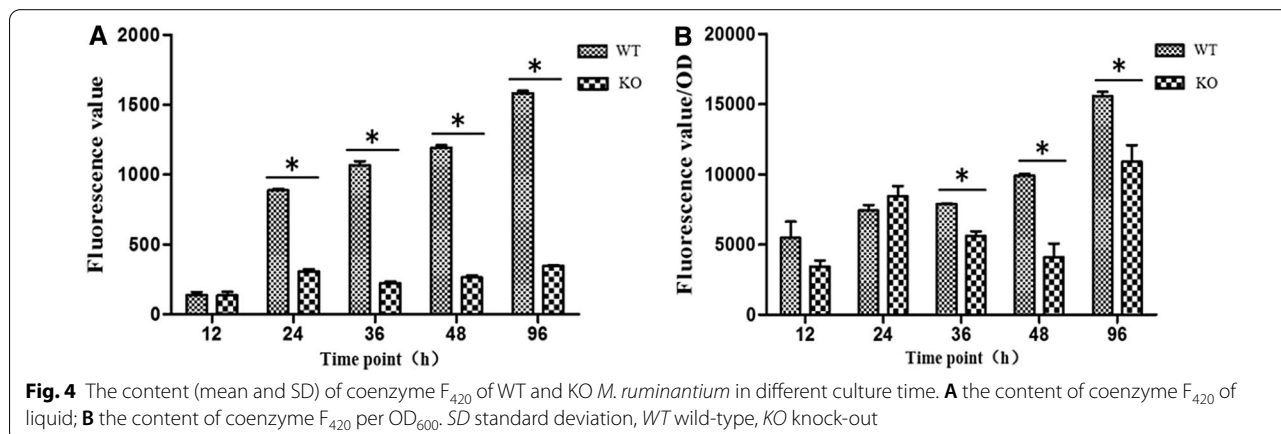 A
2000
1500
1000
500
0
Fluorescence value
WT
KO
*
*
*
*
12 24 36 48 96
Time point（h）
B
20000
15000
10000
5000
0
Fluorescence value/OD
WT
KO
*
*
*
12 24 36 48 96
Time point（h）
Fig. 4 The content (mean and SD) of coenzyme F420 of WT and KO M. ruminantium in different culture time. A the content of coenzyme F420 of
liquid; B the content of coenzyme F420 per OD600. SD standard deviation, WT wild-type, KO knock-out